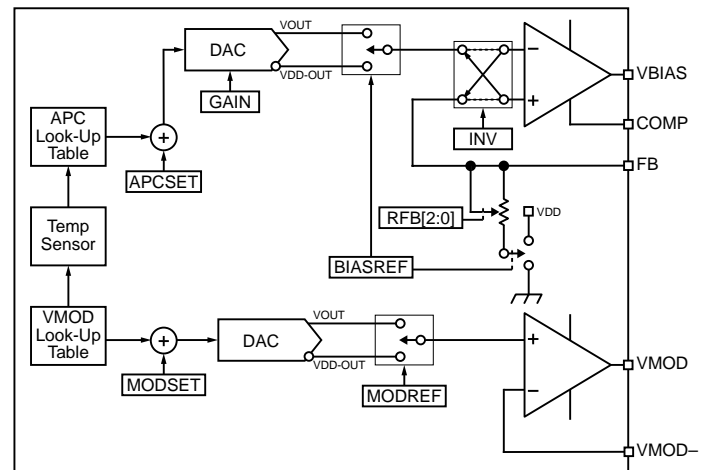 VOUT
DAC
VDD-OUT
GAIN
–
+
VBIAS
COMP
FB
APC
Look-Up
Table
+
APCSET
INV
Temp
Sensor
RFB[2:0]
VDD
BIASREF
VMOD
Look-Up
Table
+
MODSET
VOUT
DAC
VDD-OUT
MODREF
+
–
VMOD
VMOD–